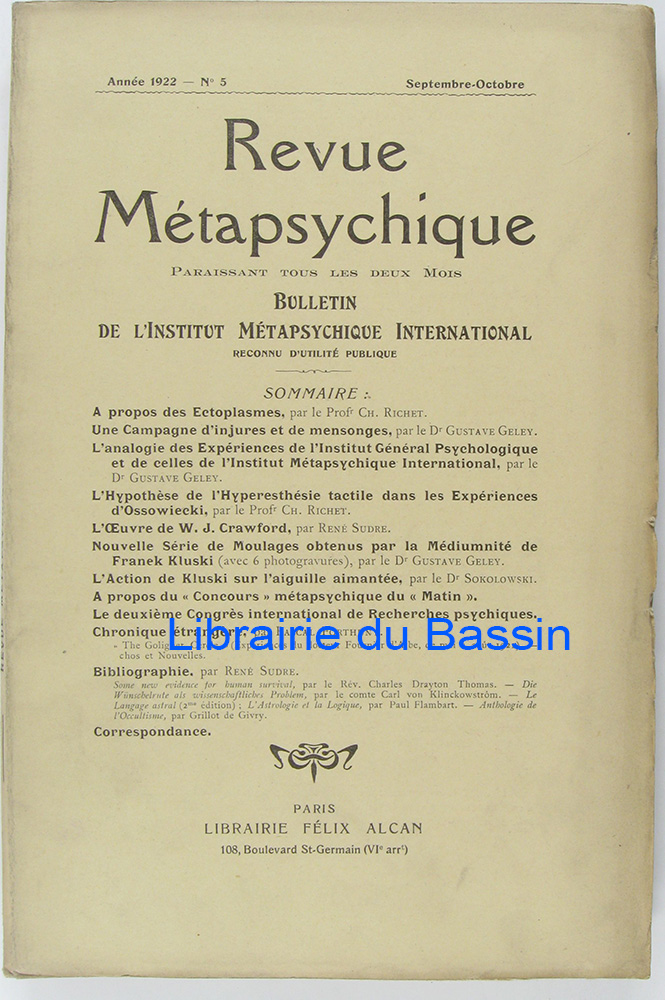 Année 1922 — N° 5 Septembre-Octobre
Revue
Métapsychique
PARAISSANT TOUS LES DEUX MOIS
BULLETIN
DE L'INSTITUT MÉTAPSYCHIQUE INTERNATIONAL
RECONNU D'UTILITÉ PUBLIQUE
SOMMAIRE :
A propos des Ectoplasmes, par le Profr CH. RICHET.
Une Campagne d'injures et de mensonges, par le Dr GUSTAVE GELEY.
L'analogie des Expériences de l'Institut Général Psychologique
et de celles de l'Institut Métapsychique International, par le
Dr GUSTAVE GELEY.
L'Hypothèse de l'Hyperesthésie tactile dans les Expériences
d'Ossowiecki, par le Profr CH. RICHET.
L'Œuvre de W. J. Crawford, par RENÉ SUDRE.
Nouvelle Série de Moulages obtenus par la Médiumnité de
Franek Kluski (avec 6 photogravures), par le Dr GUSTAVE GELEY.
L'Action de Kluski sur l'aiguille aimantée, par le Dr SOKOLOWSKI.
A propos du « Concours » métapsychique du « Matin ».
Le deuxième Congrès international de Recherches psychiques.
Chronique étrangère, par
Librairie du Bassin
« The
chos et Nouvelles.
Bibliographie. par RENÉ SUDRE.
Some new evidence for human survival, par le Rév. Charles Drayton Thomas. — Die
Wünschelrute als wissenschaftliches Problem, par le comte Carl von Klinckowström. — Le
Langage astral (2me édition) ; L'Astrologie et la Logique, par Paul Flambart. — Anthologie de
l'Occultisme, par Grillot de Givry.
Correspondance.
PARIS
LIBRAIRIE FÉLIX ALCAN
108, Boulevard St-Germain (VIe arrt)